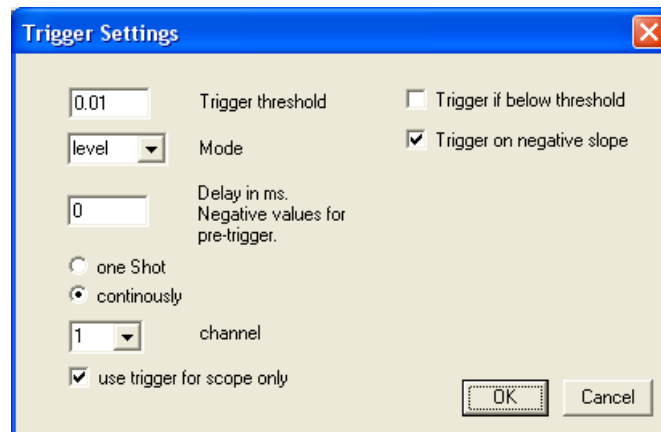 Trigger Settings
0.01 Trigger threshold
Trigger if below threshold
level Mode
Trigger on negative slope
0 Delay in ms.
Negative values for
pre-trigger.
one Shot
continously
1 channel
use trigger for scope only
OK Cancel